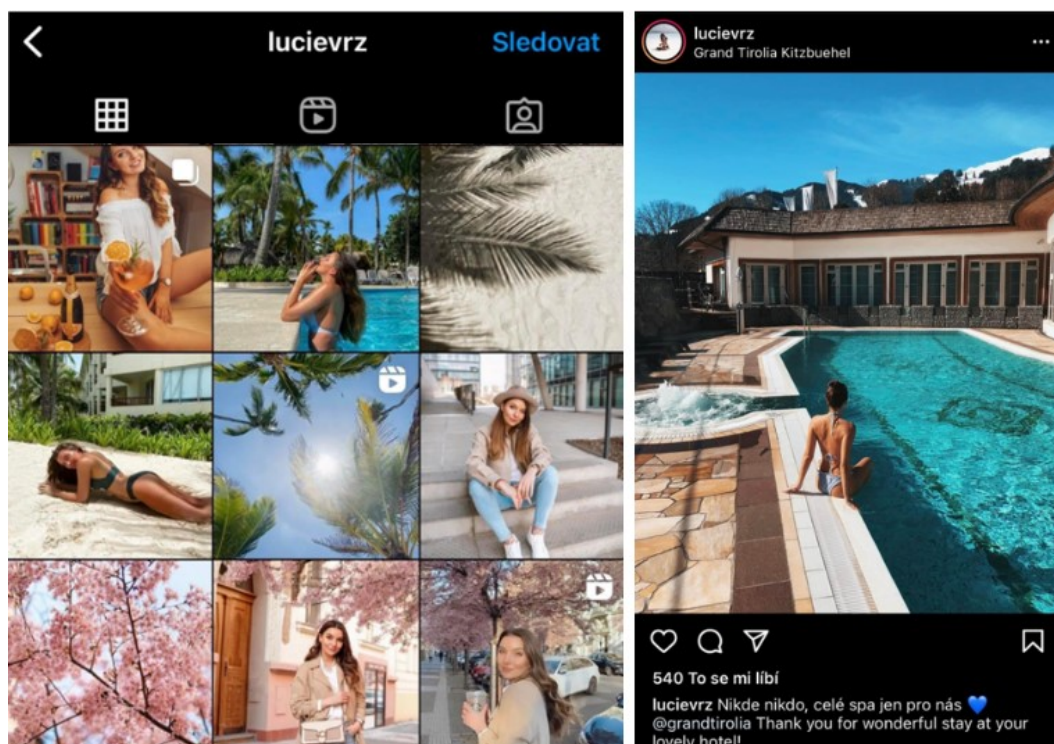 lucievrz
Sledovat
lucievrz
Grand Tirolia Kitzbuehel
540 To se mi líbí
lucievrz Nikde nikdo, celé spa jen pro nás 💙
@grandtirolia Thank you for wonderful stay at your
lovely hotel!